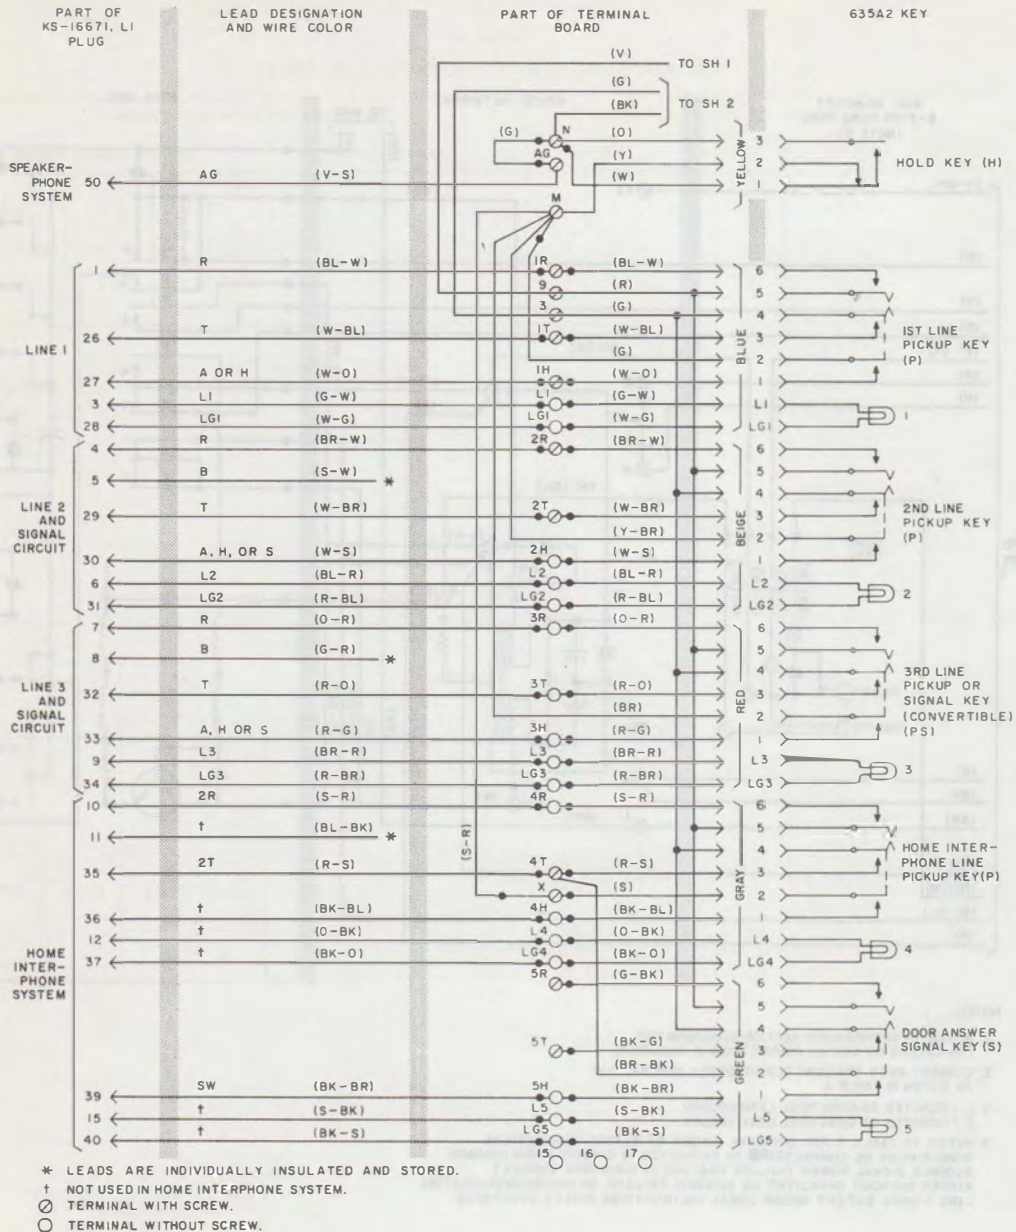 PART OF
KS-16671, L1
PLUG
LEAD DESIGNATION
AND WIRE COLOR
PART OF TERMINAL
BOARD
635A2 KEY
(V) TO SH 1
(G)
TO SH 2
(BK)
(G) N (O) 3
AG (Y) 2 HOLD KEY (H)
(W) 1
YELLOW
SPEAKER-
PHONE
SYSTEM
50 AG (V-S)
M
LINE 1
1 R (BL-W) 1R (BL-W) 6
9 (R) 5
3 (G) 4
26 T (W-BL) 1T (W-BL) 3
(G) 2
27 A OR H (W-O) 1H (W-O) 1
3 L1 (G-W) L1 (G-W) L1
28 LG1 (W-G) LG1 (W-G) LG1
BLUE
1ST LINE
PICKUP KEY
(P)
1
LINE 2
AND
SIGNAL
CIRCUIT
4 R (BR-W) 2R (BR-W) 6
5 B (S-W) * 5
4
29 T (W-BR) 2T (W-BR) 3
(Y-BR) 2
30 A, H, OR S (W-S) 2H (W-S) 1
6 L2 (BL-R) L2 (BL-R) L2
31 LG2 (R-BL) LG2 (R-BL) LG2
BEIGE
2ND LINE
PICKUP KEY
(P)
2
LINE 3
AND
SIGNAL
CIRCUIT
7 R (O-R) 3R (O-R) 6
8 B (G-R) * 5
4
32 T (R-O) 3T (R-O) 3
(BR) 2
33 A, H OR S (R-G) 3H (R-G) 1
9 L3 (BR-R) L3 (BR-R) L3
34 LG3 (R-BR) LG3 (R-BR) LG3
RED
3RD LINE
PICKUP OR
SIGNAL KEY
(CONVERTIBLE)
(PS)
3
HOME
INTER-
PHONE
SYSTEM
10 2R (S-R) 4R (S-R) 6
11 † (BL-BK) * 5
(S-R) 4
35 2T (R-S) 4T (R-S) 3
X (S) 2
36 † (BK-BL) 4H (BK-BL) 1
12 † (O-BK) L4 (O-BK) L4
37 † (BK-O) LG4 (BK-O) LG4
GRAY
HOME INTER-
PHONE LINE
PICKUP KEY(P)
4
5R (G-BK) 6
5
4
5T (BK-G) 3
(BR-BK) 2
39 SW (BK-BR) 5H (BK-BR) 1
15 † (S-BK) L5 (S-BK) L5
40 † (BK-S) LG5 (BK-S) LG5
GREEN
DOOR ANSWER
SIGNAL KEY (S)
5
15 16 17
* LEADS ARE INDIVIDUALLY INSULATED AND STORED.
† NOT USED IN HOME INTERPHONE SYSTEM.
TERMINAL WITH SCREW.
TERMINAL WITHOUT SCREW.